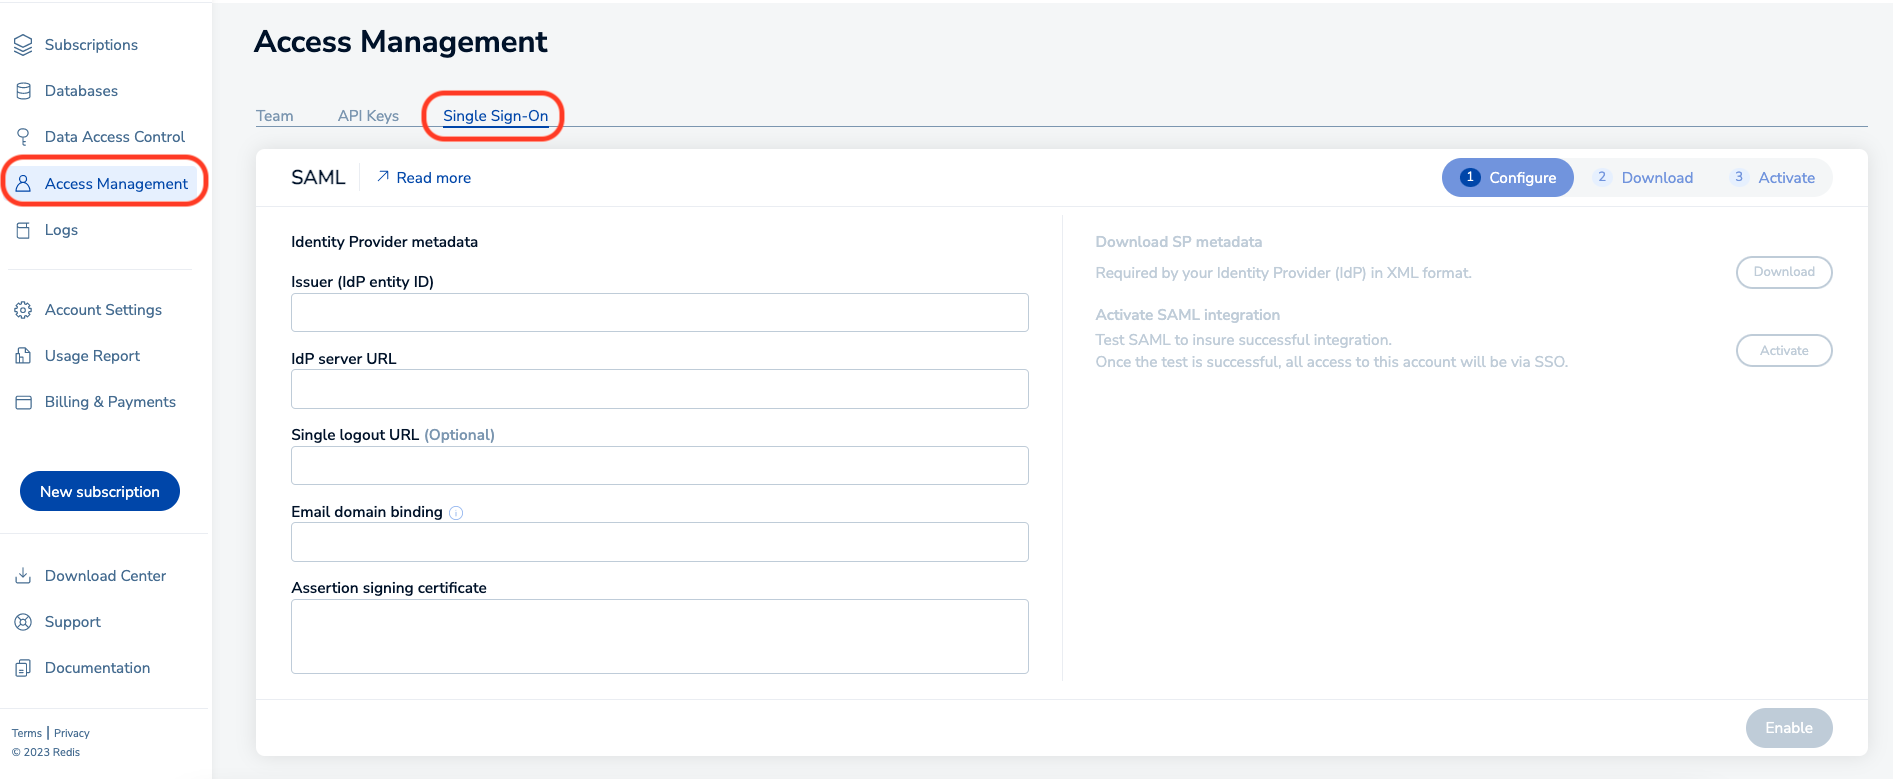 Subscriptions
Databases
Data Access Control
Access Management
Logs
Account Settings
Usage Report
Billing & Payments
New subscription
Download Center
Support
Documentation
Terms | Privacy
© 2023 Redis
Access Management
Team API Keys Single Sign-On
SAML Read more
1 Configure 2 Download 3 Activate
Identity Provider metadata
Issuer (IdP entity ID)
IdP server URL
Single logout URL (Optional)
Email domain binding
Assertion signing certificate
Download SP metadata
Required by your Identity Provider (IdP) in XML format.
Download
Activate SAML integration
Test SAML to insure successful integration.
Once the test is successful, all access to this account will be via SSO.
Activate
Enable